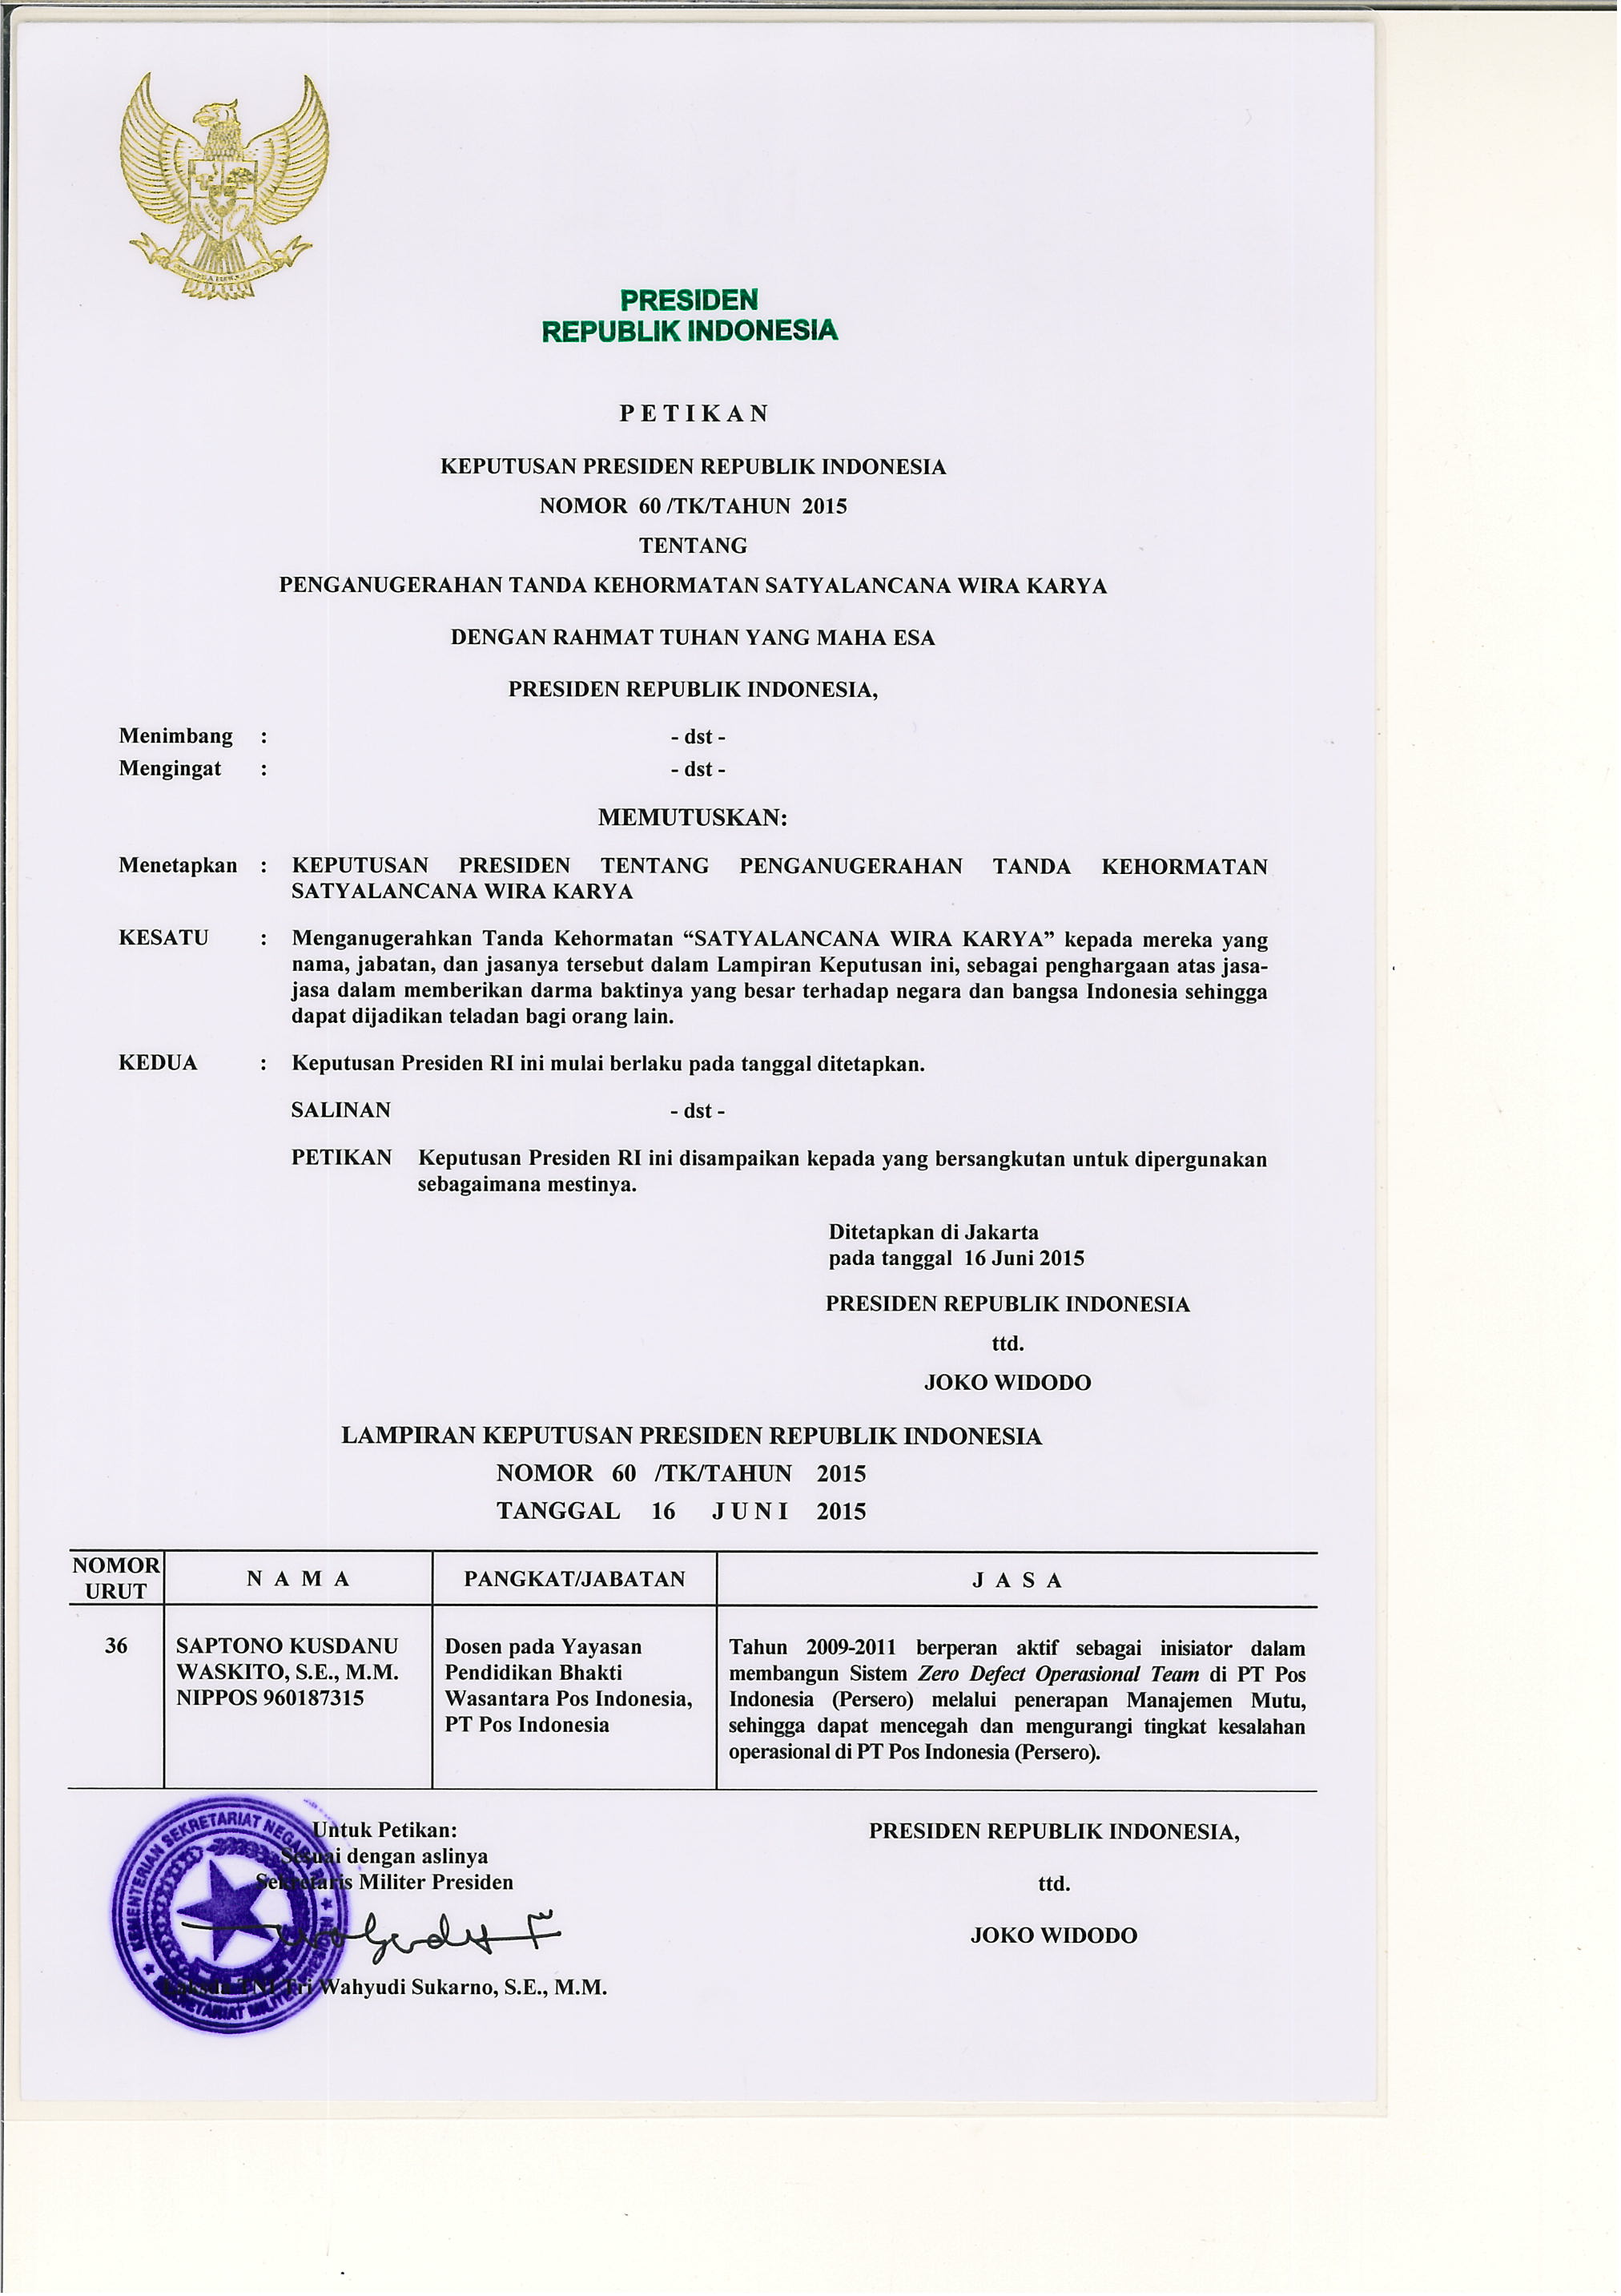 PRESIDEN
REPUBLIK INDONESIA
P E T I K A N
KEPUTUSAN PRESIDEN REPUBLIK INDONESIA
NOMOR 60 /TK/TAHUN 2015
TENTANG
PENGANUGERAHAN TANDA KEHORMATAN SATYALANCANA WIRA KARYA
DENGAN RAHMAT TUHAN YANG MAHA ESA
PRESIDEN REPUBLIK INDONESIA,
Menimbang : - dst -
Mengingat : - dst -
MEMUTUSKAN:
Menetapkan : KEPUTUSAN PRESIDEN TENTANG PENGANUGERAHAN TANDA KEHORMATAN
SATYALANCANA WIRA KARYA
KESATU : Menganugerahkan Tanda Kehormatan “SATYALANCANA WIRA KARYA” kepada mereka yang
nama, jabatan, dan jasanya tersebut dalam Lampiran Keputusan ini, sebagai penghargaan atas jasa-
jasa dalam memberikan darma baktinya yang besar terhadap negara dan bangsa Indonesia sehingga
dapat dijadikan teladan bagi orang lain.
KEDUA : Keputusan Presiden RI ini mulai berlaku pada tanggal ditetapkan.
SALINAN - dst -
PETIKAN Keputusan Presiden RI ini disampaikan kepada yang bersangkutan untuk dipergunakan
sebagaimana mestinya.
Ditetapkan di Jakarta
pada tanggal 16 Juni 2015
PRESIDEN REPUBLIK INDONESIA
ttd.
JOKO WIDODO
LAMPIRAN KEPUTUSAN PRESIDEN REPUBLIK INDONESIA
NOMOR 60 /TK/TAHUN 2015
TANGGAL 16 J U N I 2015
NOMOR
URUT
N A M A
PANGKAT/JABATAN
J A S A
36
SAPTONO KUSDANU
WASKITO, S.E., M.M.
NIPPOS 960187315
Dosen pada Yayasan
Pendidikan Bhakti
Wasantara Pos Indonesia,
PT Pos Indonesia
Tahun 2009-2011 berperan aktif sebagai inisiator dalam
membangun Sistem Zero Defect Operasional Team di PT Pos
Indonesia (Persero) melalui penerapan Manajemen Mutu,
sehingga dapat mencegah dan mengurangi tingkat kesalahan
operasional di PT Pos Indonesia (Persero).
Untuk Petikan:
Sesuai dengan aslinya
Sekretaris Militer Presiden
Laksda TNI Tri Wahyudi Sukarno, S.E., M.M.
KEMENTERIAN SEKRETARIAT NEGARA
SEKRETARIAT MILITER
PRESIDEN REPUBLIK INDONESIA,
ttd.
JOKO WIDODO